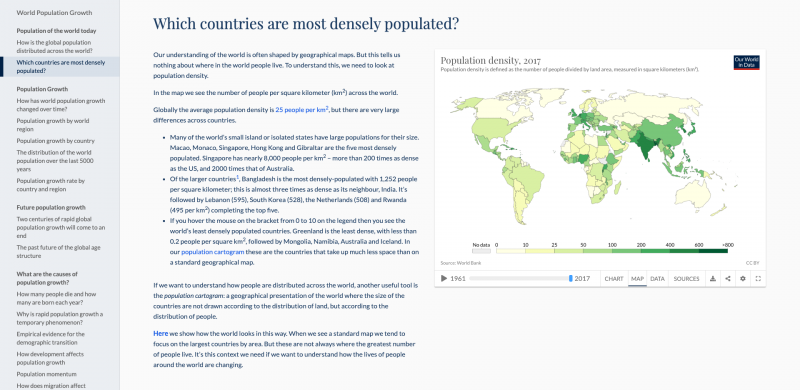 World Population Growth
Population of the world today
How is the global population
distributed across the world?
Which countries are most densely
populated?
Population Growth
How has world population growth
changed over time?
Population growth by world
region
Population growth by country
The distribution of the world
population over the last 5000
years
Population growth rate by
country and region
Future population growth
Two centuries of rapid global
population growth will come to an
end
The past future of the global age
structure
What are the causes of
population growth?
How many people die and how
many are born each year?
Why is rapid population growth a
temporary phenomenon?
Empirical evidence for the
demographic transition
How development affects
population growth
Population momentum
How does migration affect
Which countries are most densely populated?
Our understanding of the world is often shaped by geographical maps. But this tells us
nothing about where in the world people live. To understand this, we need to look at
population density.
In the map we see the number of people per square kilometer (km²) across the world.
Globally the average population density is 25 people per km², but there are very large
differences across countries.
• Many of the world's small island or isolated states have large populations for their size.
Macao, Monaco, Singapore, Hong Kong and Gibraltar are the five most densely
populated. Singapore has nearly 8,000 people per km² – more than 200 times as dense
as the US, and 2000 times that of Australia.
• Of the larger countries¹, Bangladesh is the most densely-populated with 1,252 people
per square kilometer; this is almost three times as dense as its neighbour, India. It's
followed by Lebanon (595), South Korea (528), the Netherlands (508) and Rwanda
(495 per km²) completing the top five.
• If you hover the mouse on the bracket from 0 to 10 on the legend then you see the
world's least densely populated countries. Greenland is the least dense, with less than
0.2 people per square km², followed by Mongolia, Namibia, Australia and Iceland. In
our population cartogram these are the countries that take up much less space than on
a standard geographical map.
If we want to understand how people are distributed across the world, another useful tool is
the population cartogram: a geographical presentation of the world where the size of the
countries are not drawn according to the distribution of land, but according to the
distribution of people.
Here we show how the world looks in this way. When we see a standard map we tend to
focus on the largest countries by area. But these are not always where the greatest number
of people live. It's this context we need if we want to understand how the lives of people
around the world are changing.
Population density, 2017
Population density is defined as the number of people divided by land area, measured in square kilometers (km²).
Our World
in Data
No data 0 10 25 50 100 200 400 600 >800
Source: World Bank
CC BY
1961 2017 CHART MAP DATA SOURCES